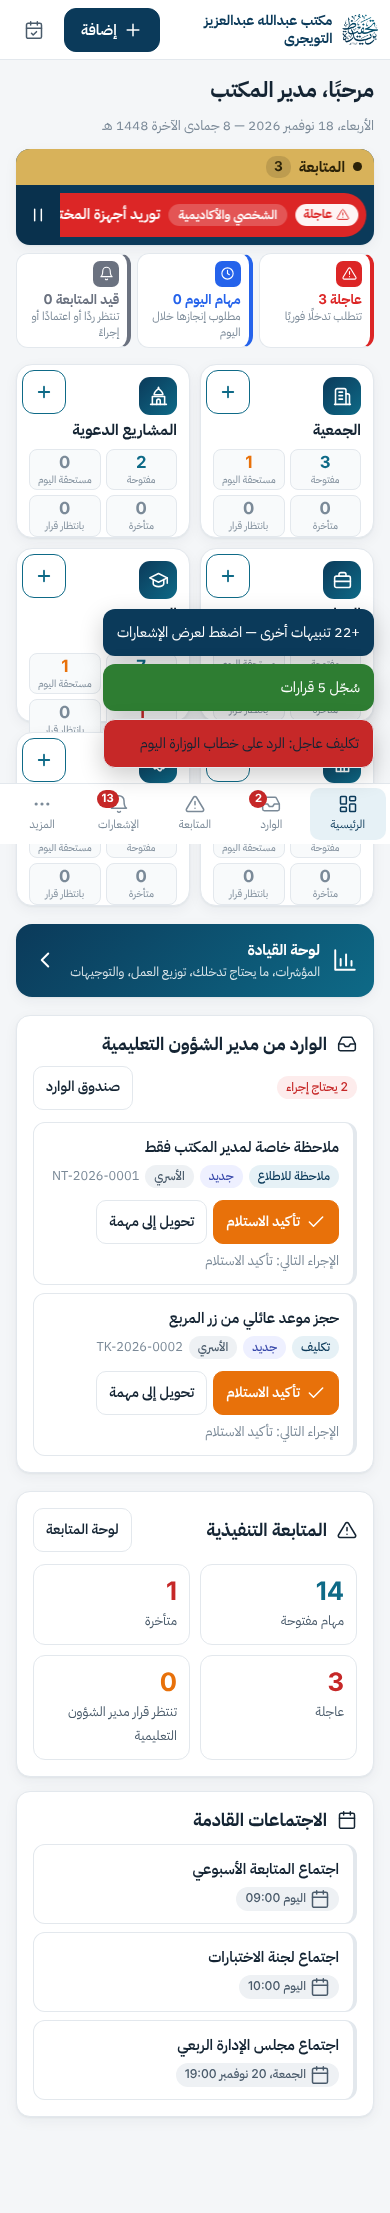 مكتب عبدالله عبدالعزيز
التويجري
إضافة
مرحبًا، مدير المكتب
الأربعاء، 18 نوفمبر 2026 — 8 جمادى الآخرة 1448 هـ
المتابعة 3
عاجلة الشخصي والأكاديمية توريد أجهزة المخت
عاجلة 3
تتطلب تدخلًا فوريًا
مهام اليوم 0
مطلوب إنجازها خلال
اليوم
قيد المتابعة 0
تنتظر ردًا أو اعتمادًا أو
إجراءً
الجمعية
3 مفتوحة
1 مستحقة اليوم
0 متأخرة
0 بانتظار قرار
المشاريع الدعوية
2 مفتوحة
0 مستحقة اليوم
0 متأخرة
0 بانتظار قرار
1
مستحقة اليوم
0
+22 تنبيهات أخرى — اضغط لعرض الإشعارات
سُجّل 5 قرارات
تكليف عاجل: الرد على خطاب الوزارة اليوم
الرئيسية
2 الوارد
المتابعة
13 الإشعارات
المزيد
مفتوحة
مستحقة اليوم
مفتوحة
مستحقة اليوم
0 متأخرة
0 بانتظار قرار
0 متأخرة
0 بانتظار قرار
لوحة القيادة
المؤشرات، ما يحتاج تدخلك، توزيع العمل، والتوجيهات
الوارد من مدير الشؤون التعليمية
2 يحتاج إجراء
صندوق الوارد
ملاحظة خاصة لمدير المكتب فقط
ملاحظة للاطلاع جديد الأسري NT-2026-0001
تأكيد الاستلام
تحويل إلى مهمة
الإجراء التالي: تأكيد الاستلام
حجز موعد عائلي من زر المربع
تكليف جديد الأسري TK-2026-0002
تأكيد الاستلام
تحويل إلى مهمة
الإجراء التالي: تأكيد الاستلام
المتابعة التنفيذية
لوحة المتابعة
14
مهام مفتوحة
1
متأخرة
3
عاجلة
0
تنتظر قرار مدير الشؤون
التعليمية
الاجتماعات القادمة
اجتماع المتابعة الأسبوعي
اليوم 09:00
اجتماع لجنة الاختبارات
اليوم 10:00
اجتماع مجلس الإدارة الربعي
الجمعة، 20 نوفمبر 19:00